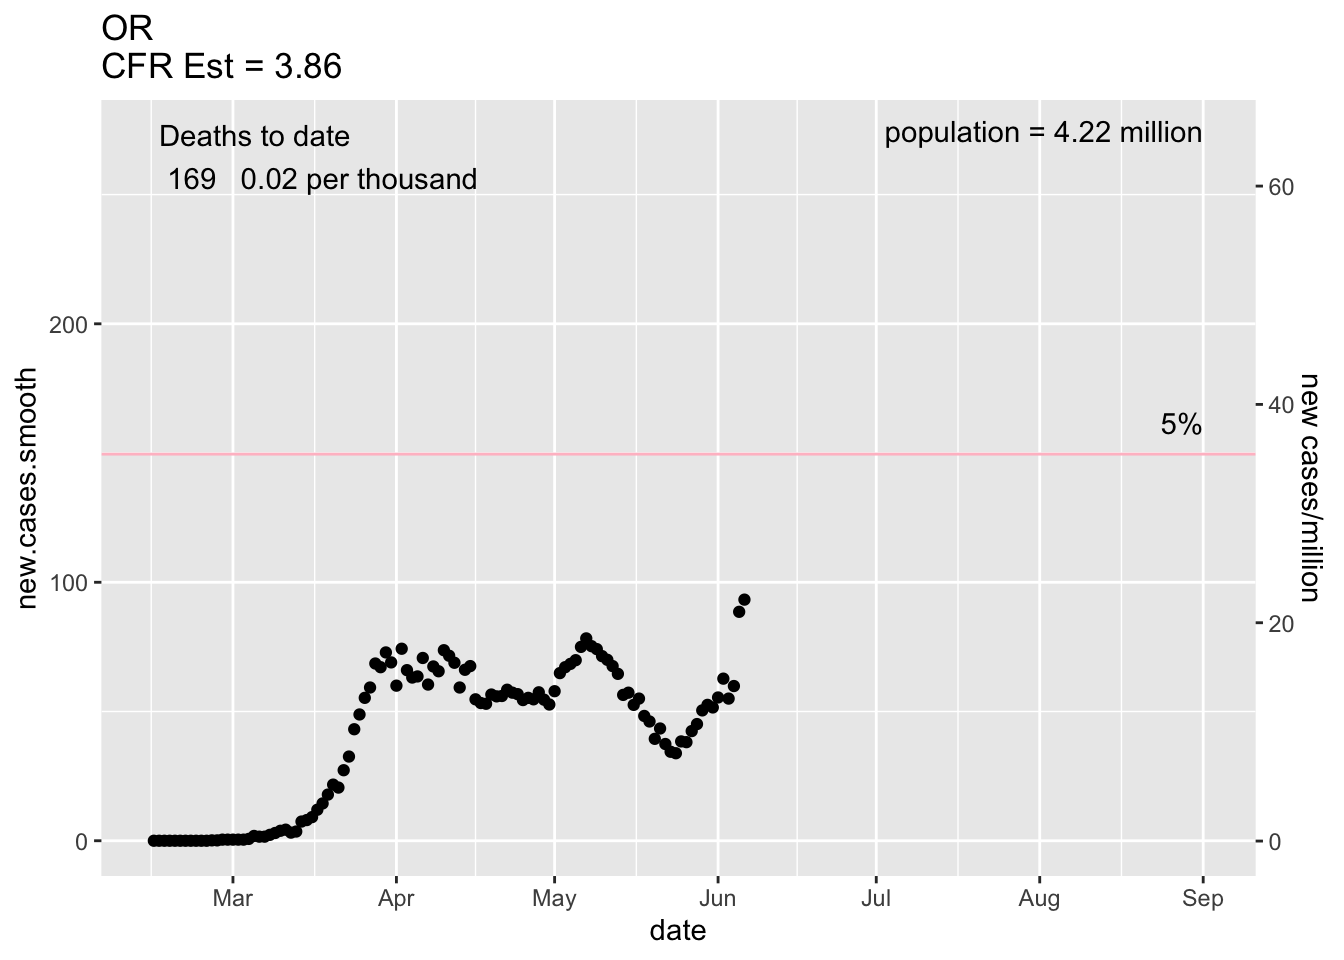 OR
CFR Est = 3.86
Deaths to date
169 0.02 per thousand
population = 4.22 million
5%
new.cases.smooth
200
100
0
new cases/million
60
40
20
0
Mar Apr May Jun Jul Aug Sep
date